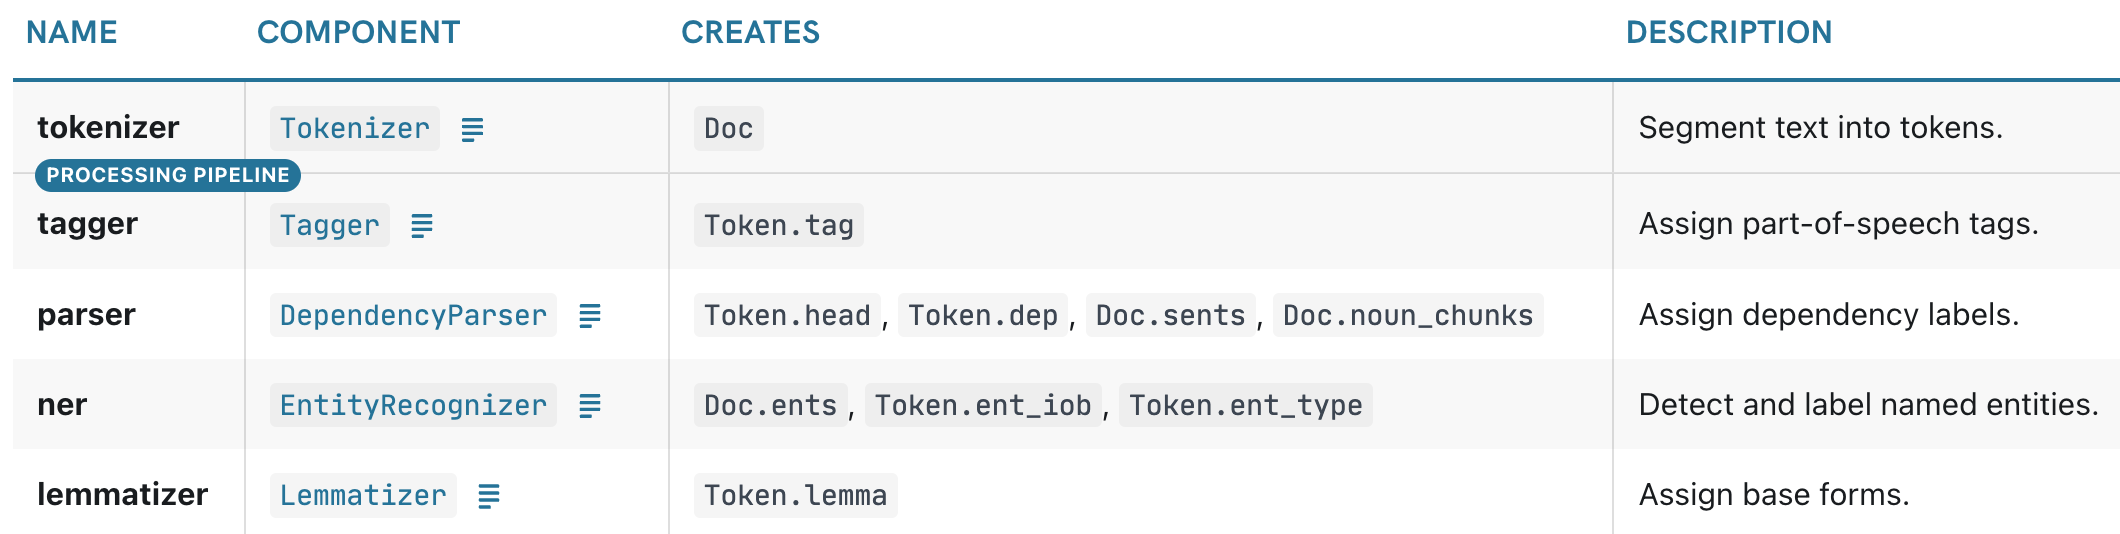 NAME COMPONENT CREATES DESCRIPTION
tokenizer Tokenizer Doc Segment text into tokens.
PROCESSING PIPELINE
tagger Tagger Token.tag Assign part-of-speech tags.
parser DependencyParser Token.head, Token.dep, Doc.sents, Doc.noun_chunks Assign dependency labels.
ner EntityRecognizer Doc.ents, Token.ent_iob, Token.ent_type Detect and label named entities.
lemmatizer Lemmatizer Token.lemma Assign base forms.